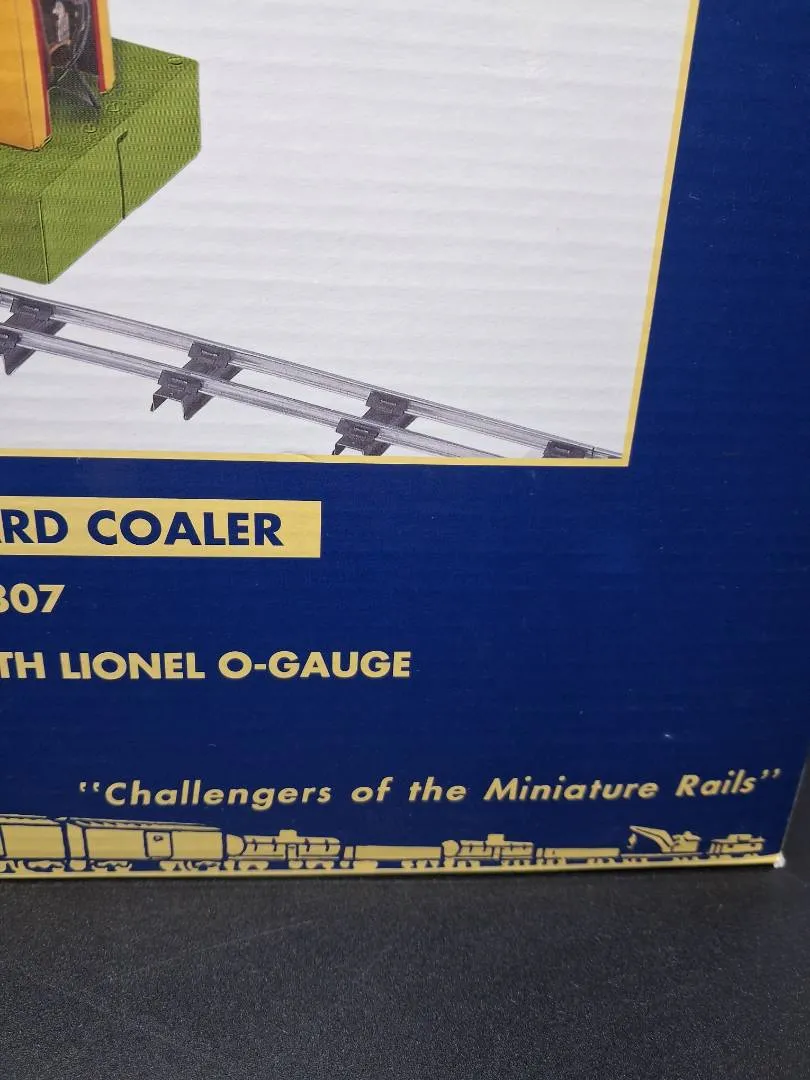 RD COALER
307
TH LIONEL O-GAUGE
"Challengers of the Miniature Rails"